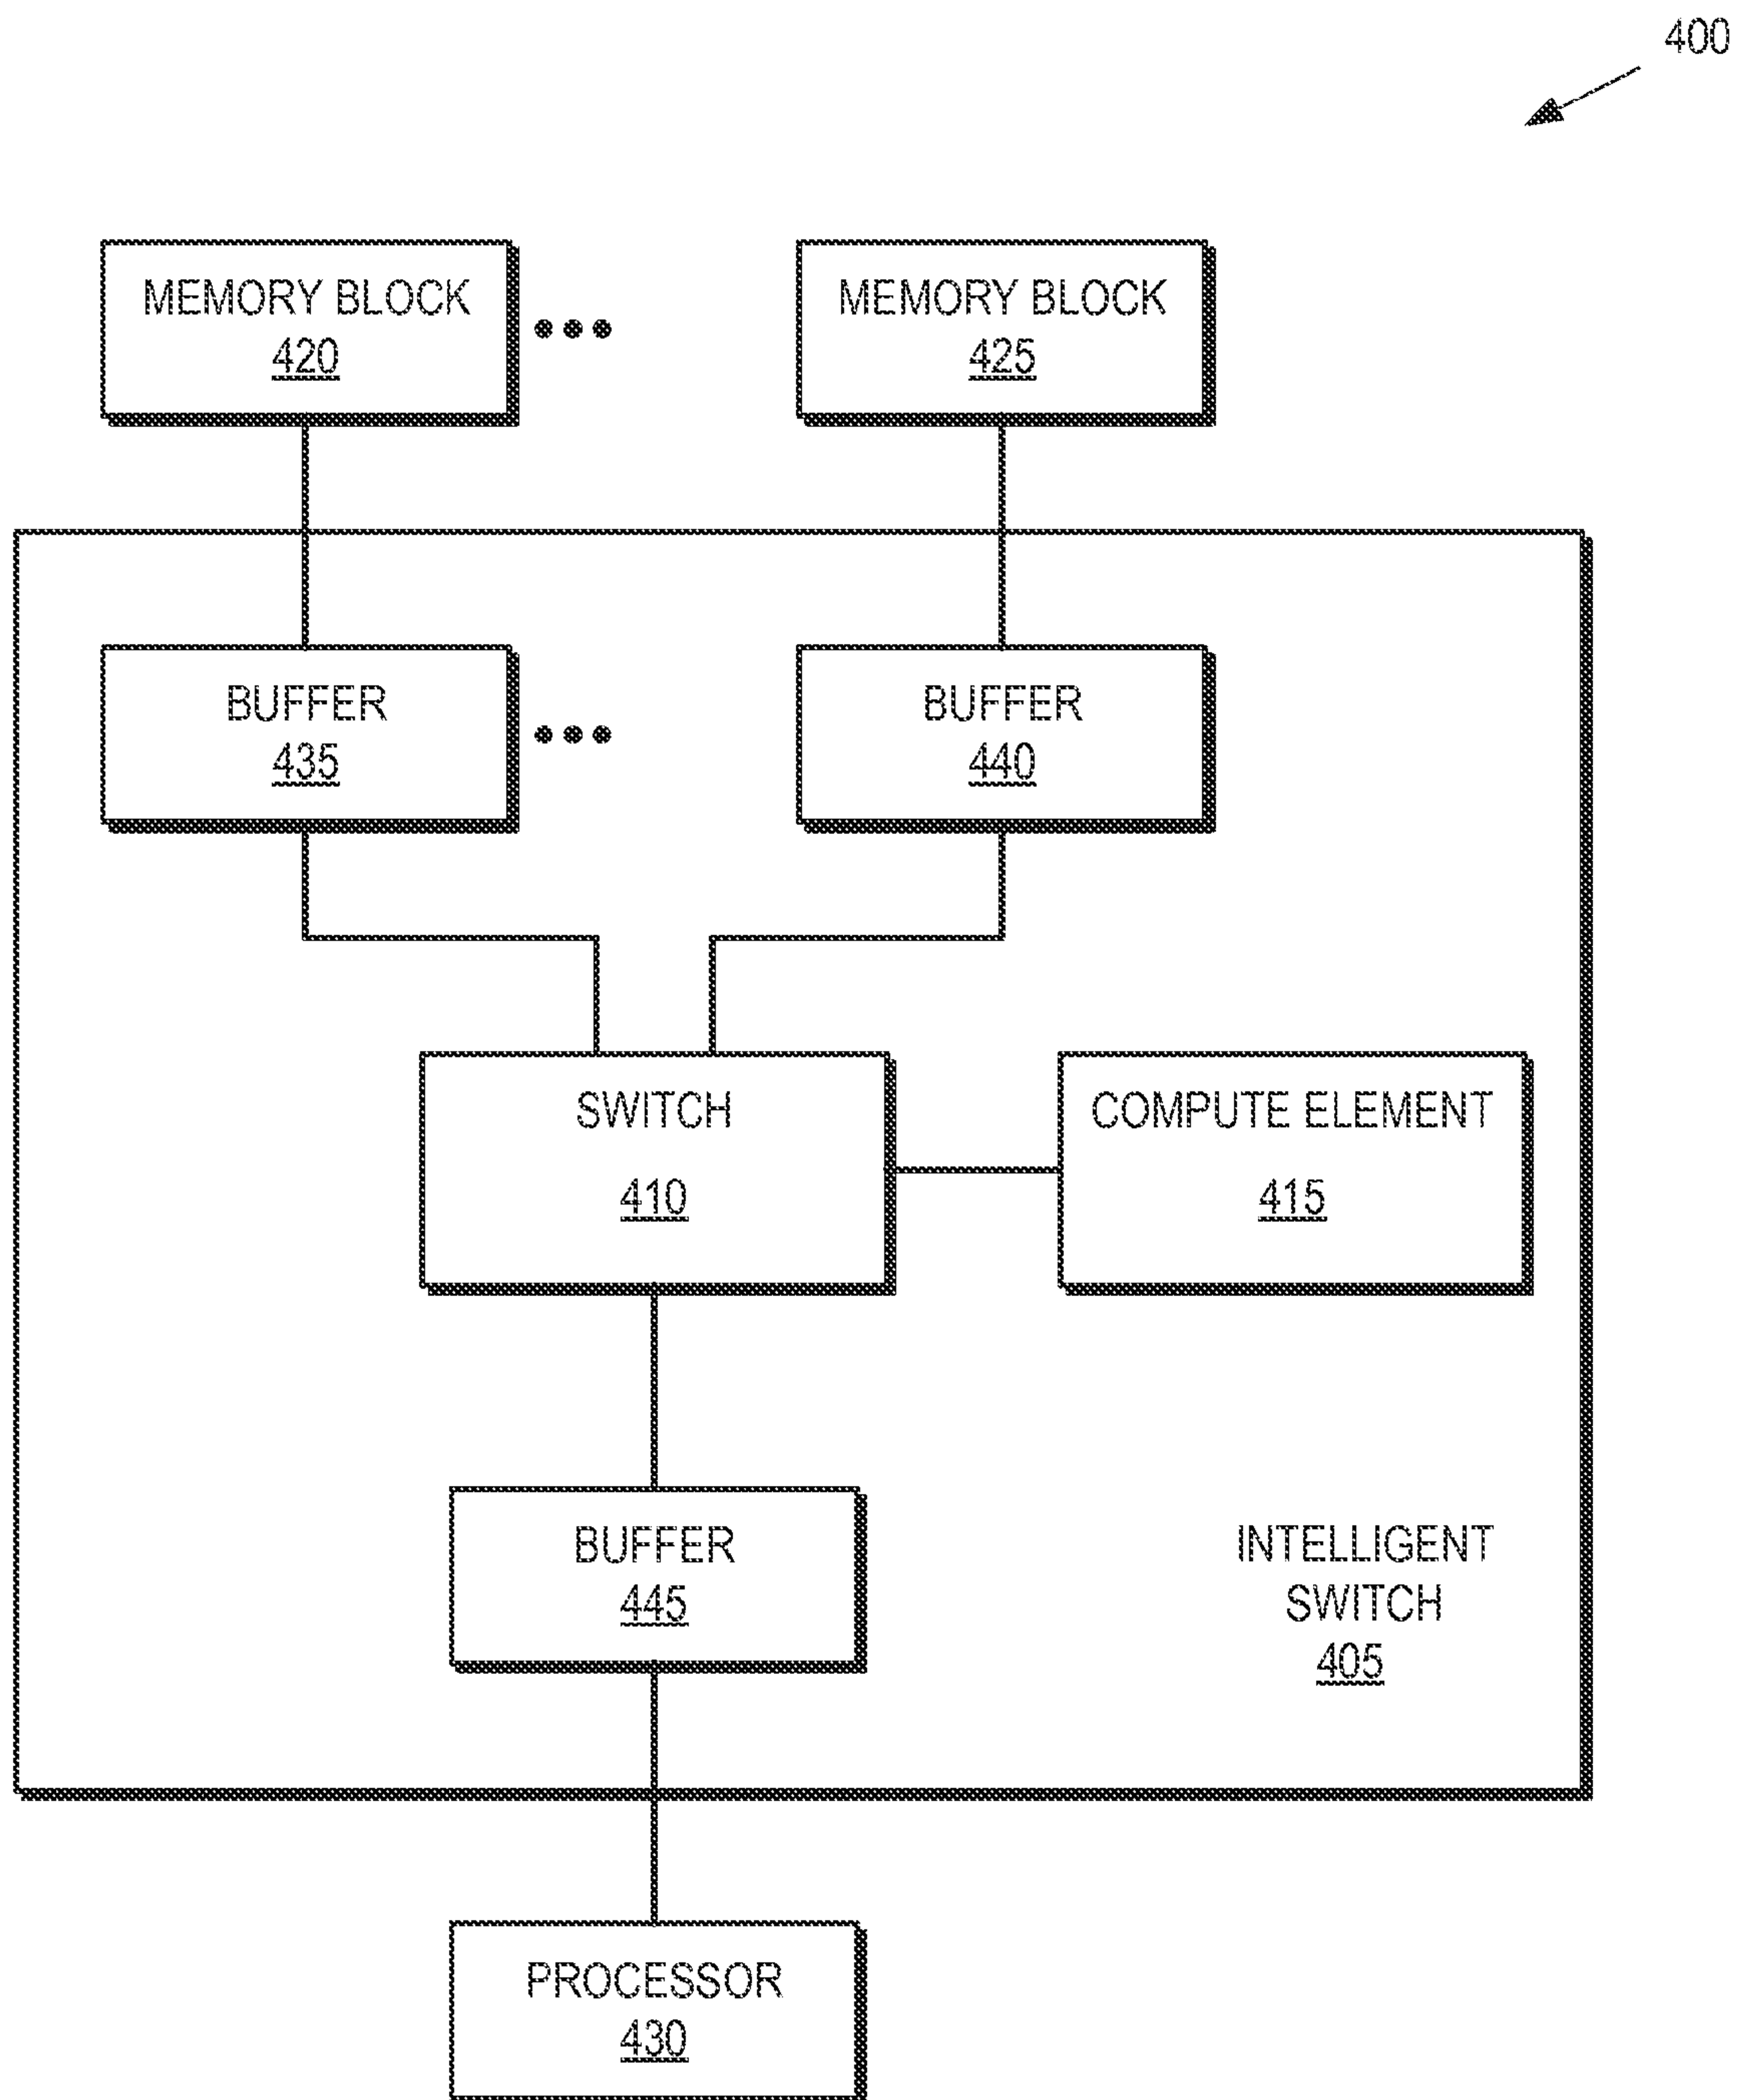 400
MEMORY BLOCK
420
MEMORY BLOCK
425
BUFFER
435
BUFFER
440
SWITCH
410
COMPUTE ELEMENT
415
BUFFER
445
INTELLIGENT
SWITCH
405
PROCESSOR
430